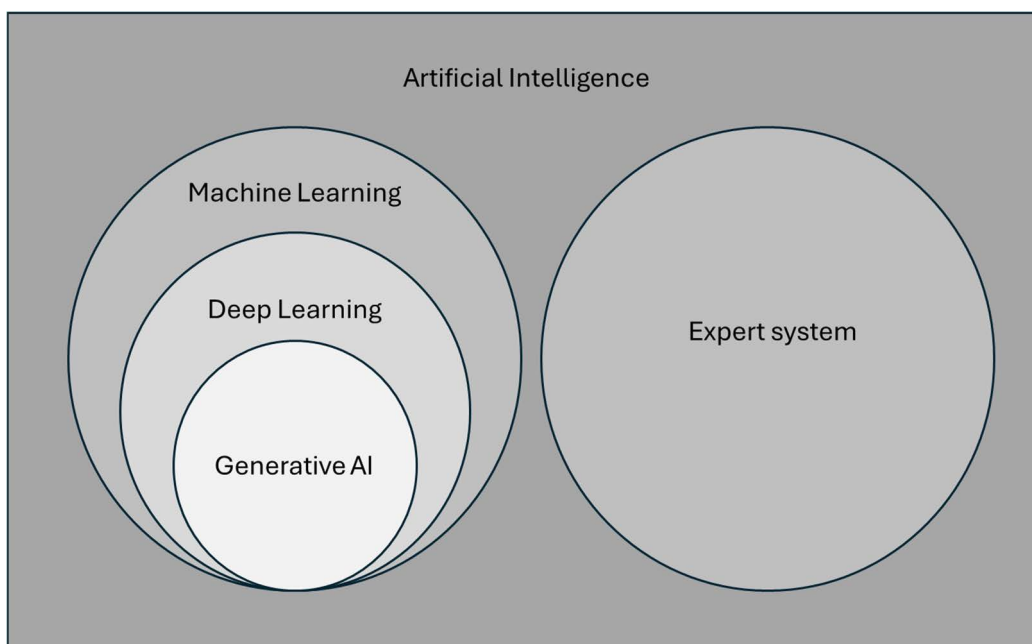 Artificial Intelligence
Machine Learning
Deep Learning
Generative AI
Expert system